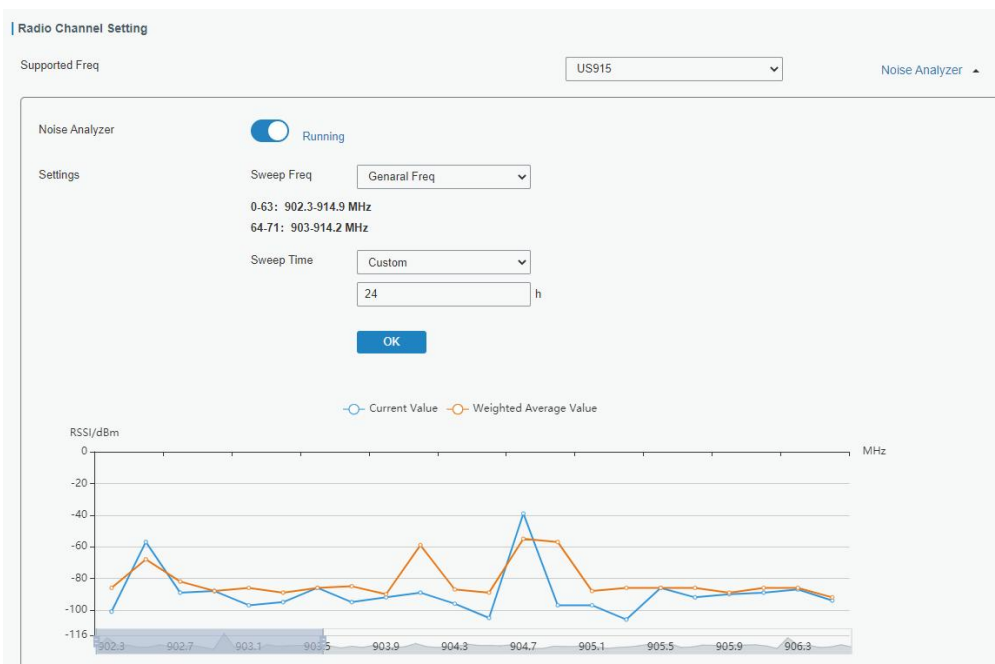 Radio Channel Setting
Supported Freq US915 Noise Analyzer
Noise Analyzer Running
Settings Sweep Freq Genaral Freq
0-63: 902.3-914.9 MHz
64-71: 903-914.2 MHz
Sweep Time Custom
24 h
OK
Current Value Weighted Average Value
RSSI/dBm
0 MHz
-20
-40
-60
-80
-100
-116
902.3 902.7 903.1 903.5 903.9 904.3 904.7 905.1 905.5 905.9 906.3